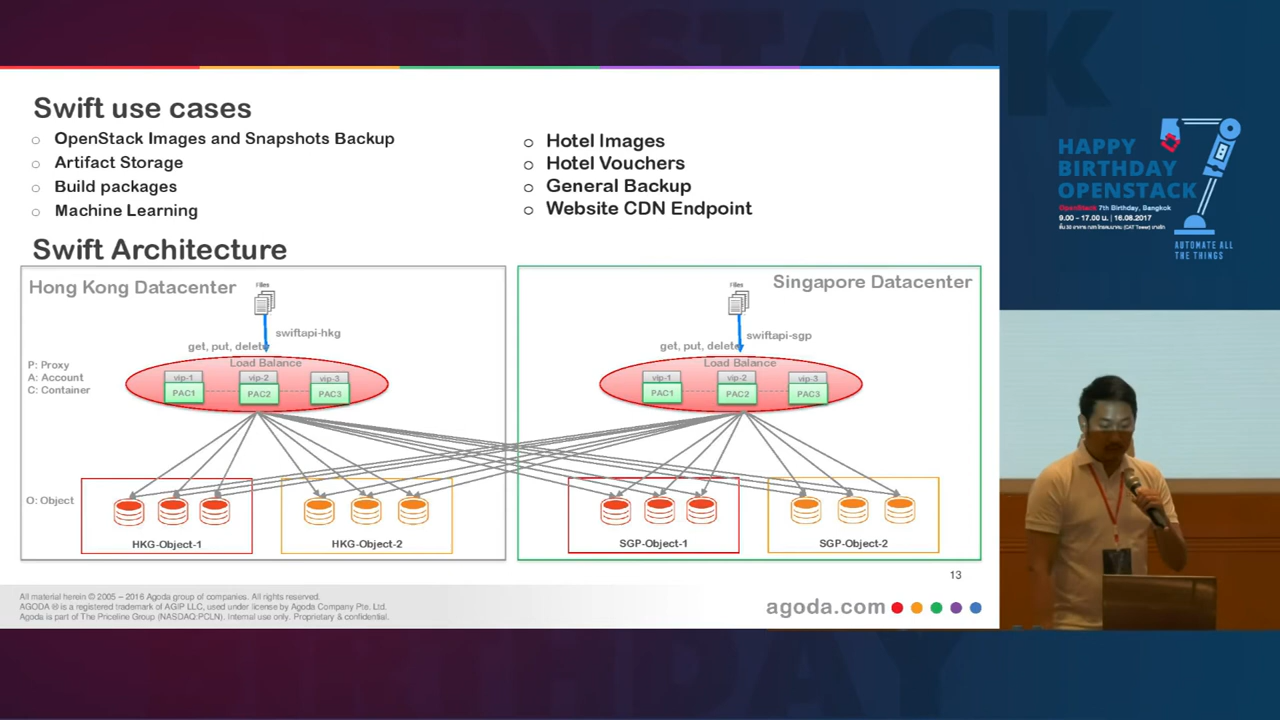 Swift use cases
OpenStack Images and Snapshots Backup
Artifact Storage
Build packages
Machine Learning
Hotel Images
Hotel Vouchers
General Backup
Website CDN Endpoint
Swift Architecture
Hong Kong Datacenter
Files
swiftapi-hkg
get, put, delete
Load Balance
vip-1
vip-2
vip-3
PAC1
PAC2
PAC3
P: Proxy
A: Account
C: Container
O: Object
HKG-Object-1
HKG-Object-2
Singapore Datacenter
Files
swiftapi-sgp
get, put, delete
Load Balance
vip-1
vip-2
vip-3
PAC1
PAC2
PAC3
SGP-Object-1
SGP-Object-2
13
All material herein © 2005 – 2016 Agoda group of companies. All rights reserved.
AGODA ® is a registered trademark of AGIP LLC, used under license by Agoda Company Pte. Ltd.
Agoda is part of The Priceline Group (NASDAQ:PCLN). Internal use only. Proprietary & confidential.
agoda.com
HAPPY
BIRTHDAY
OPENSTACK
7
OpenStack 7th Birthday, Bangkok
9.00 - 17.00 น. | 16.08.2017
(CAT Tower)
AUTOMATE ALL
THE THINGS
OPENSTACK
BIRTHDAY